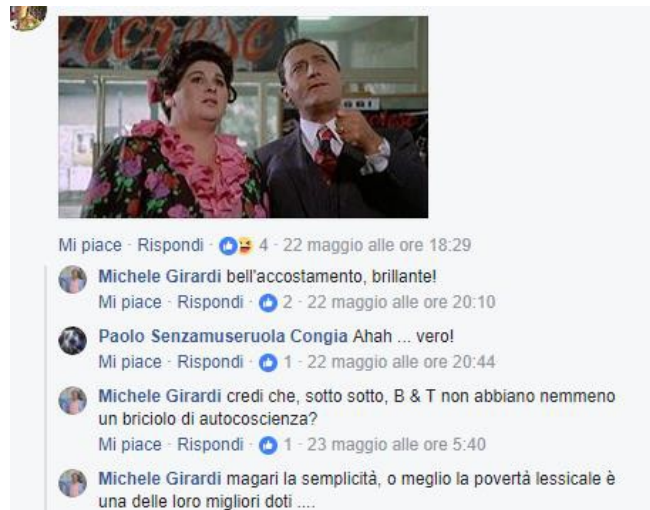 Mi piace · Rispondi · 4 · 22 maggio alle ore 18:29
Michele Girardi bell'accostamento, brillante!
Mi piace · Rispondi · 2 · 22 maggio alle ore 20:10
Paolo Senzamuseruola Congia Ahah ... vero!
Mi piace · Rispondi · 1 · 22 maggio alle ore 20:44
Michele Girardi credi che, sotto sotto, B & T non abbiano nemmeno
un briciolo di autocoscienza?
Mi piace · Rispondi · 1 · 23 maggio alle ore 5:40
Michele Girardi magari la semplicità, o meglio la povertà lessicale è
una delle loro migliori doti ....